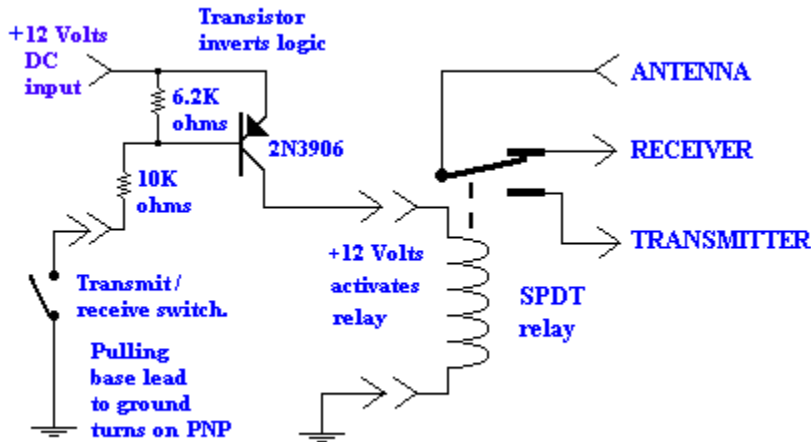 Transistor
inverts logic
+12 Volts
DC
input
6.2K
ohms
2N3906
10K
ohms
Transmit /
receive switch.
Pulling
base lead
to ground
turns on PNP
+12 Volts
activates
relay
SPDT
relay
ANTENNA
RECEIVER
TRANSMITTER